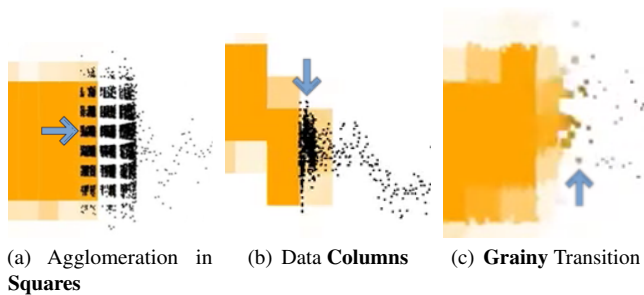 (a) Agglomeration in
Squares
(b) Data Columns
(c) Grainy Transition